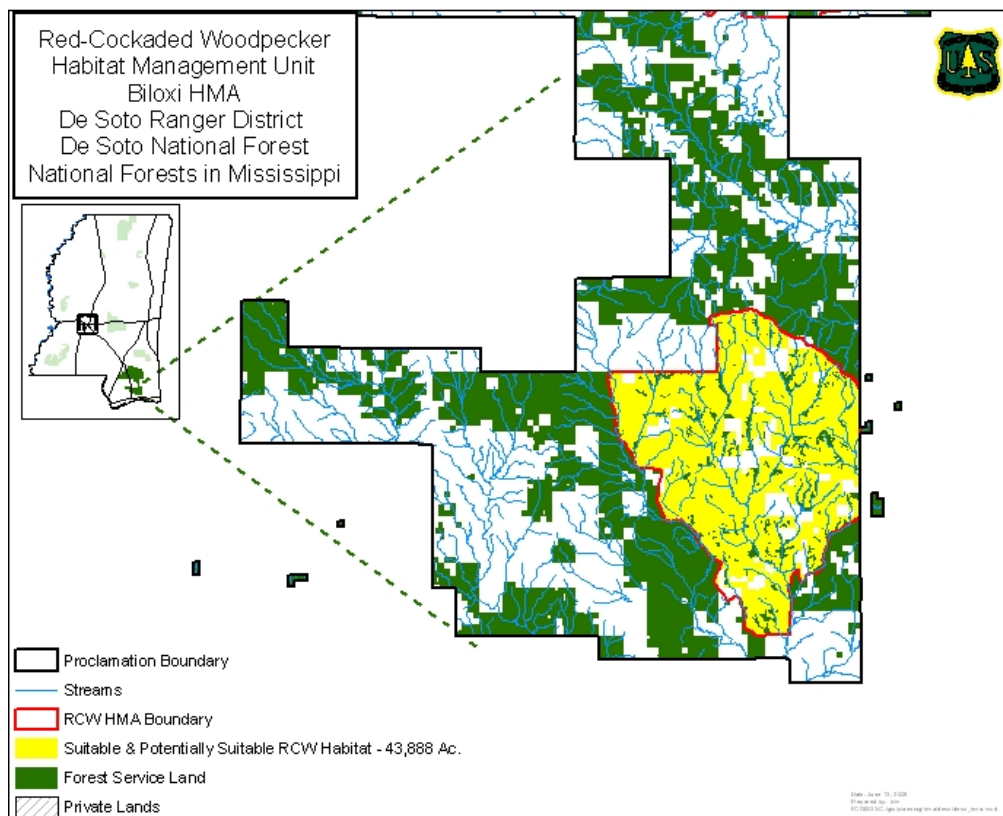 Red-Cockaded Woodpecker
Habitat Management Unit
Biloxi HMA
De Soto Ranger District
De Soto National Forest
National Forests in Mississippi
U S
Proclamation Boundary
Streams
RCW HMA Boundary
Suitable & Potentially Suitable RCW Habitat - 43,888 Ac.
Forest Service Land
Private Lands